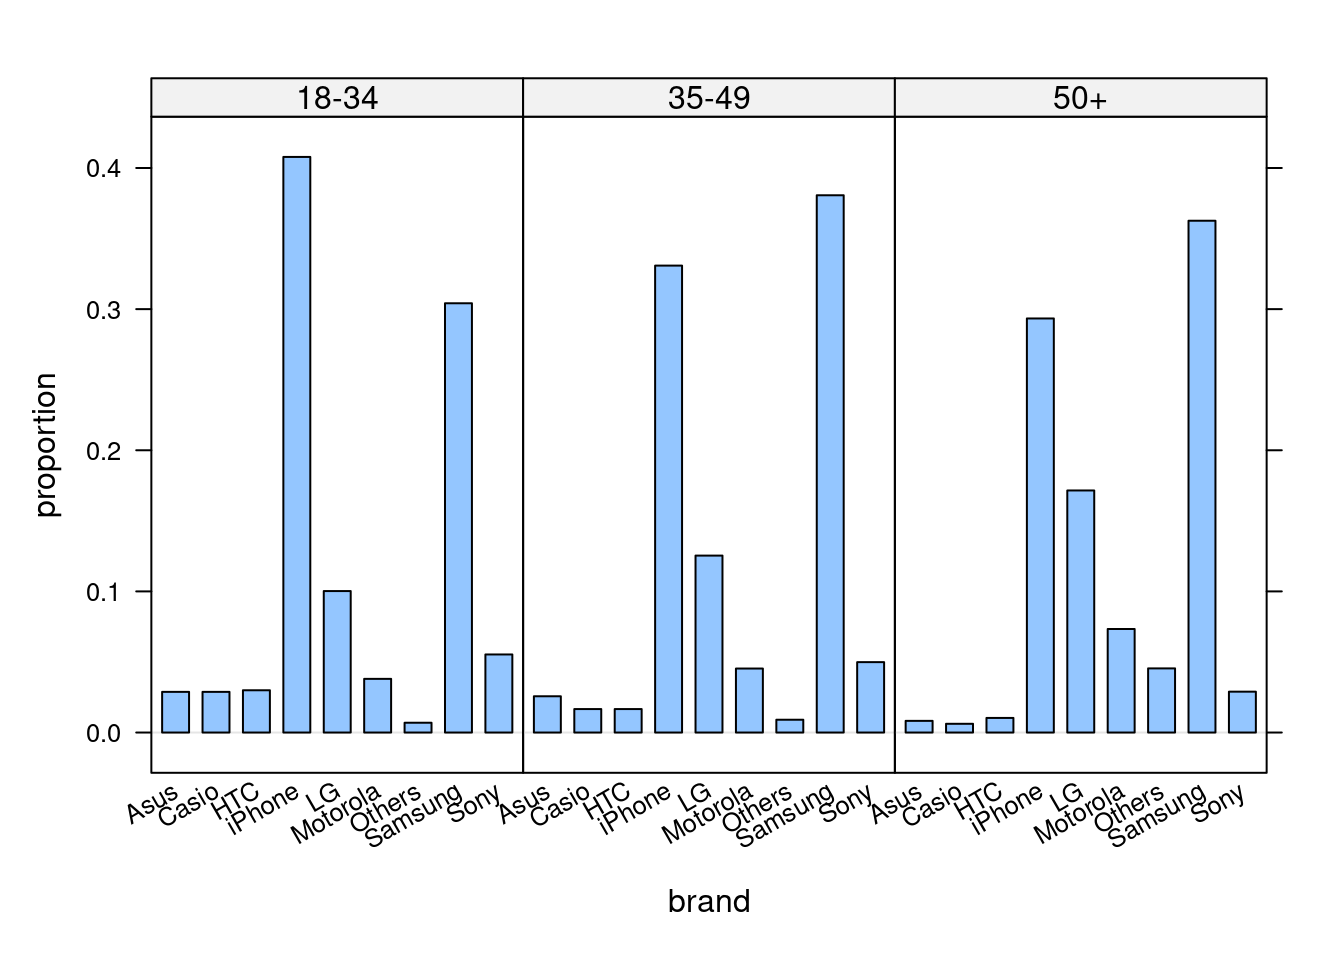 18-34 35-49 50+
0.4
0.3
0.2
0.1
0.0
proportion
Asus Casio HTC iPhone LG Motorola Others Samsung Sony Asus Casio HTC iPhone LG Motorola Others Samsung Sony Asus Casio HTC iPhone LG Motorola Others Samsung Sony
brand